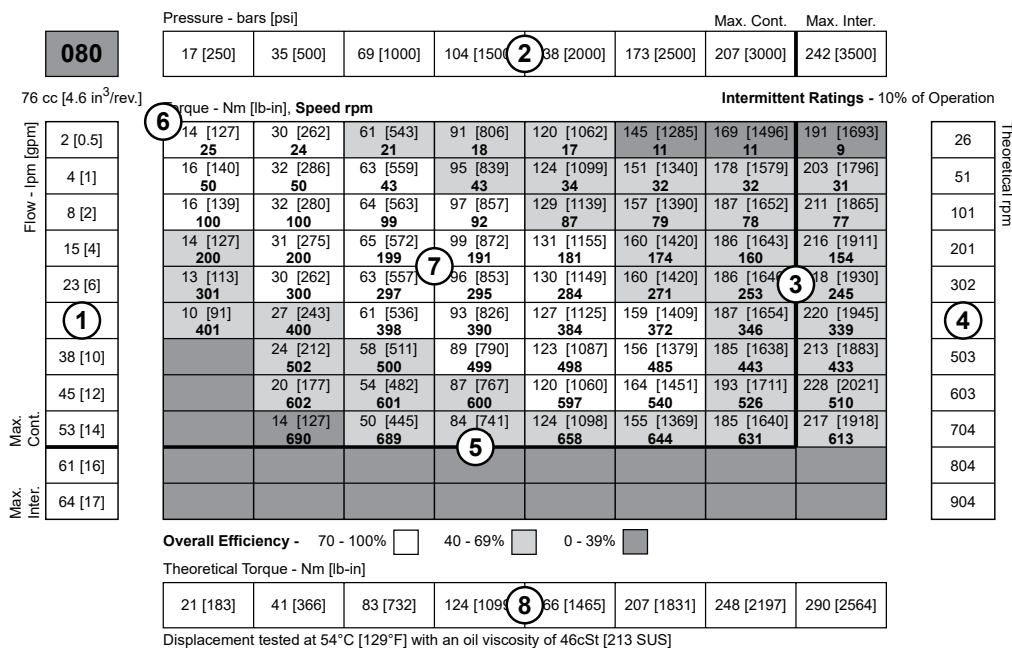 Pressure - bars [psi] Max. Cont. Max. Inter.
080 17 [250] 35 [500] 69 [1000] 104 [150 2 38 [2000] 173 [2500] 207 [3000] 242 [3500]
76 cc [4.6 in3/rev.] Intermittent Ratings - 10% of Operation
6 rque - Nm [lb-in], Speed rpm
Flow - lpm [gpm]
Theoretical rpm
2 [0.5] 14 [127] 30 [262] 61 [543] 91 [806] 120 [1062] 145 [1285] 169 [1496] 191 [1693] 26
25 24 21 18 17 11 11 9
4 [1] 16 [140] 32 [286] 63 [559] 95 [839] 124 [1099] 151 [1340] 178 [1579] 203 [1796] 51
50 50 43 43 34 32 32 31
8 [2] 16 [139] 32 [280] 64 [563] 97 [857] 129 [1139] 157 [1390] 187 [1652] 211 [1865] 101
100 100 99 92 87 79 78 77
15 [4] 14 [127] 31 [275] 65 [572] 99 [872] 131 [1155] 160 [1420] 186 [1643] 216 [1911] 201
200 200 199 191 181 174 160 154
7
23 [6] 13 [113] 30 [262] 63 [557 96 [853] 130 [1149] 160 [1420] 186 [164 3 18 [1930] 302
301 300 297 295 284 271 253 245
1 10 [91] 27 [243] 61 [536] 93 [826] 127 [1125] 159 [1409] 187 [1654] 220 [1945] 4
401 400 398 390 384 372 346 339
38 [10] 24 [212] 58 [511] 89 [790] 123 [1087] 156 [1379] 185 [1638] 213 [1883] 503
502 500 499 498 485 443 433
45 [12] 20 [177] 54 [482] 87 [767] 120 [1060] 164 [1451] 193 [1711] 228 [2021] 603
602 601 600 597 540 526 510
Max. Cont.
53 [14] 14 [127] 50 [445] 84 [741] 124 [1098] 155 [1369] 185 [1640] 217 [1918] 704
690 689 5 658 644 631 613
61 [16] 804
Max. Inter.
64 [17] 904
Overall Efficiency - 70 - 100% 40 - 69% 0 - 39%
Theoretical Torque - Nm [lb-in]
21 [183] 41 [366] 83 [732] 124 [109 8 66 [1465] 207 [1831] 248 [2197] 290 [2564]
Displacement tested at 54°C [129°F] with an oil viscosity of 46cSt [213 SUS]